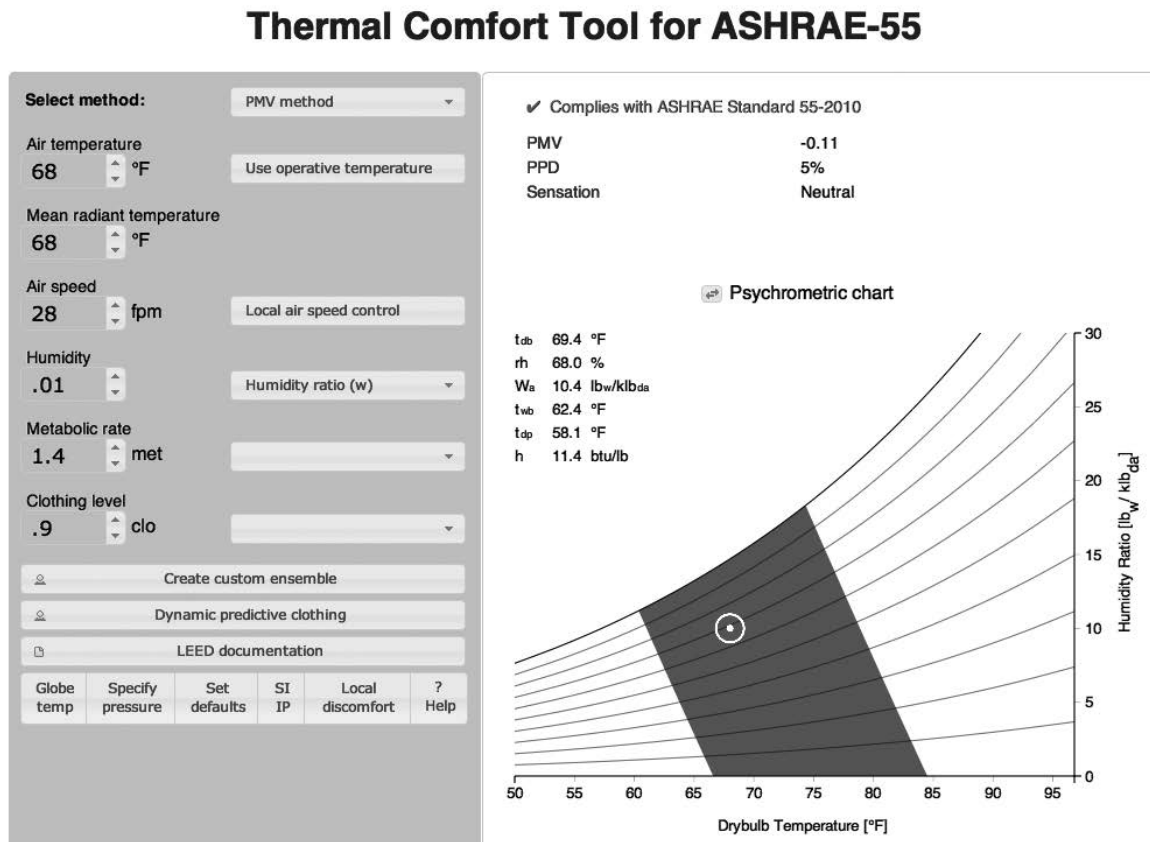 Thermal Comfort Tool for ASHRAE-55
Select method:
PMV method
Air temperature
68 °F
Use operative temperature
Mean radiant temperature
68 °F
Air speed
28 fpm
Local air speed control
Humidity
.01
Humidity ratio (w)
Metabolic rate
1.4 met
Clothing level
.9 clo
Create custom ensemble
Dynamic predictive clothing
LEED documentation
Globe temp
Specify pressure
Set defaults
SI IP
Local discomfort
? Help
✔ Complies with ASHRAE Standard 55-2010
PMV -0.11
PPD 5%
Sensation Neutral
Psychrometric chart
tdb 69.4 °F
rh 68.0 %
Wa 10.4 lbw/klbda
twb 62.4 °F
tdp 58.1 °F
h 11.4 btu/lb
30
25
20
15
10
5
0
Humidity Ratio [lbw/ klbda]
50 55 60 65 70 75 80 85 90 95
Drybulb Temperature [°F]